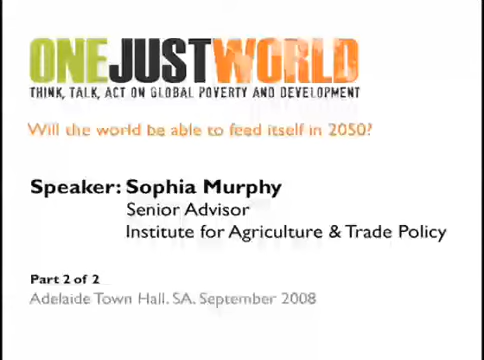 ONEJUSTWORLD
THINK, TALK, ACT ON GLOBAL POVERTY AND DEVELOPMENT
Will the world be able to feed itself in 2050?
Speaker: Sophia Murphy
Senior Advisor
Institute for Agriculture & Trade Policy
Part 2 of 2
Adelaide Town Hall, SA, September 2008